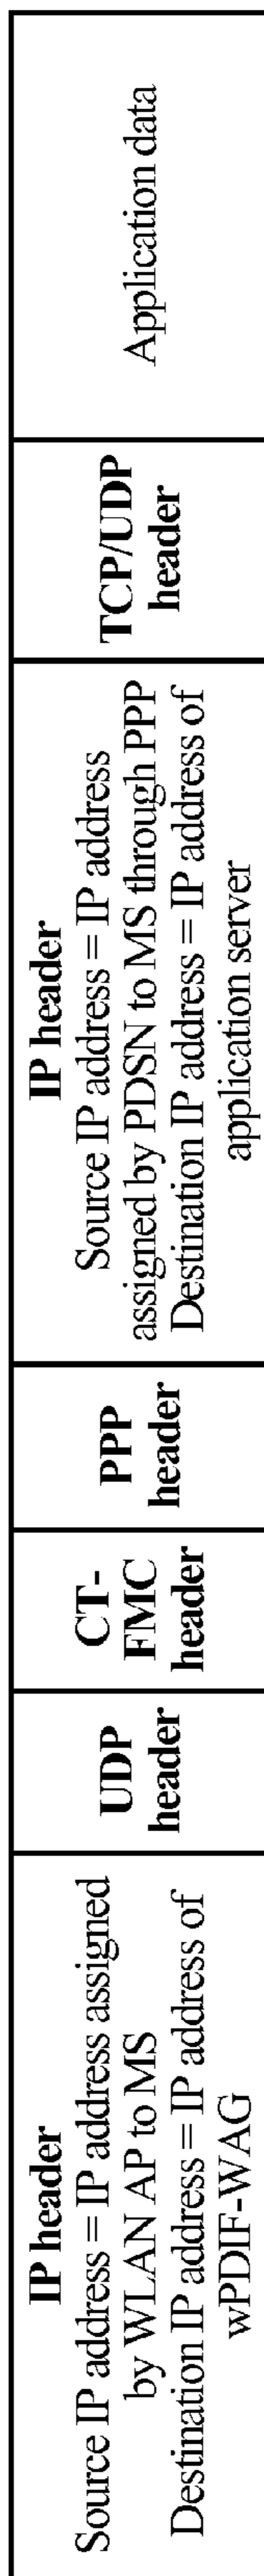 IP header
Source IP address = IP address assigned
by WLAN AP to MS
Destination IP address = IP address of
wPDIF-WAG
UDP
header
CT-
FMC
header
PPP
header
IP header
Source IP address = IP address
assigned by PDSN to MS through PPP
Destination IP address = IP address of
application server
TCP/UDP
header
Application data